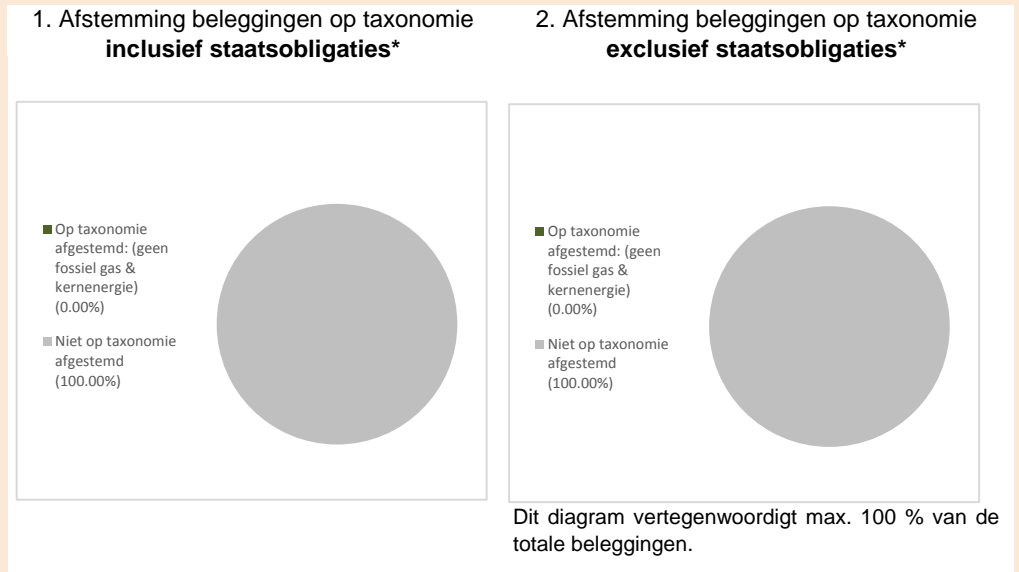 1. Afstemming beleggingen op taxonomie
inclusief staatsobligaties*
Op taxonomie
afgestemd: (geen
fossiel gas &
kernenergie)
(0.00%)
Niet op taxonomie
afgestemd
(100.00%)
2. Afstemming beleggingen op taxonomie
exclusief staatsobligaties*
Op taxonomie
afgestemd: (geen
fossiel gas &
kernenergie)
(0.00%)
Niet op taxonomie
afgestemd
(100.00%)
Dit diagram vertegenwoordigt max. 100 % van de
totale beleggingen.